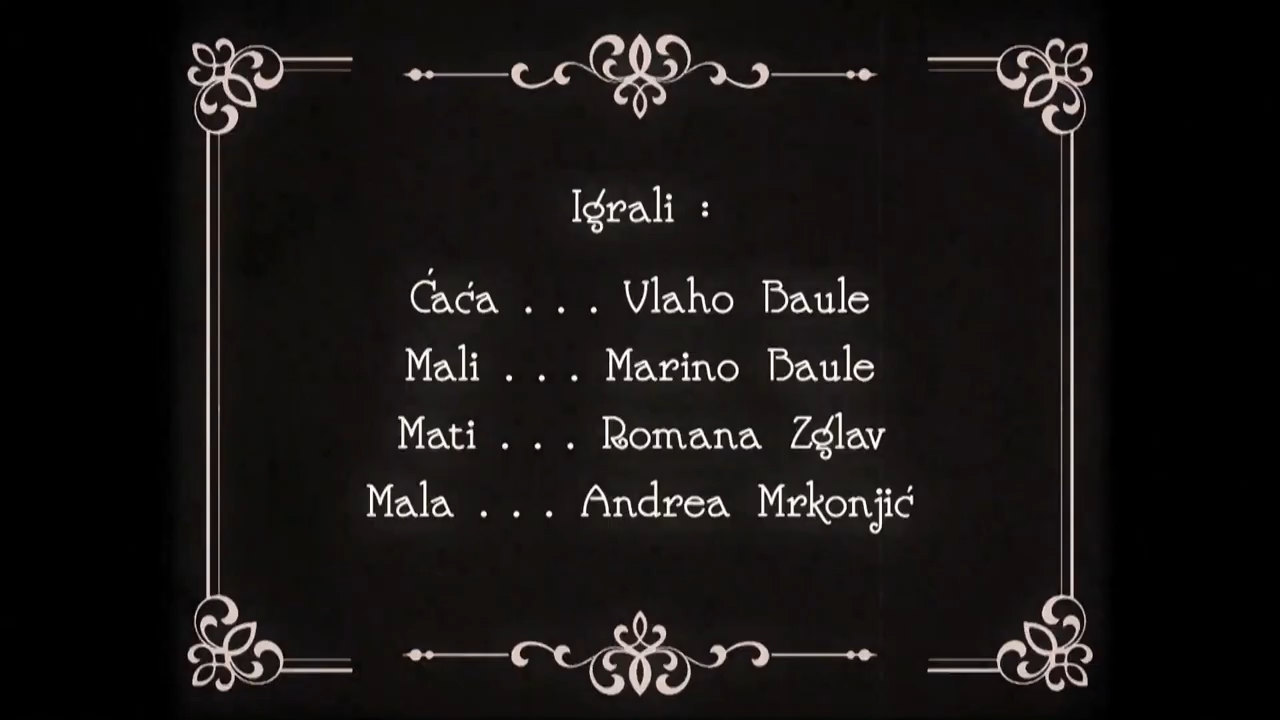 Igrali :
Ćaća . . . Vlaho Baule
Mali . . . Marino Baule
Mati . . . Romana Zglav
Mala . . . Andrea Mrkonjić